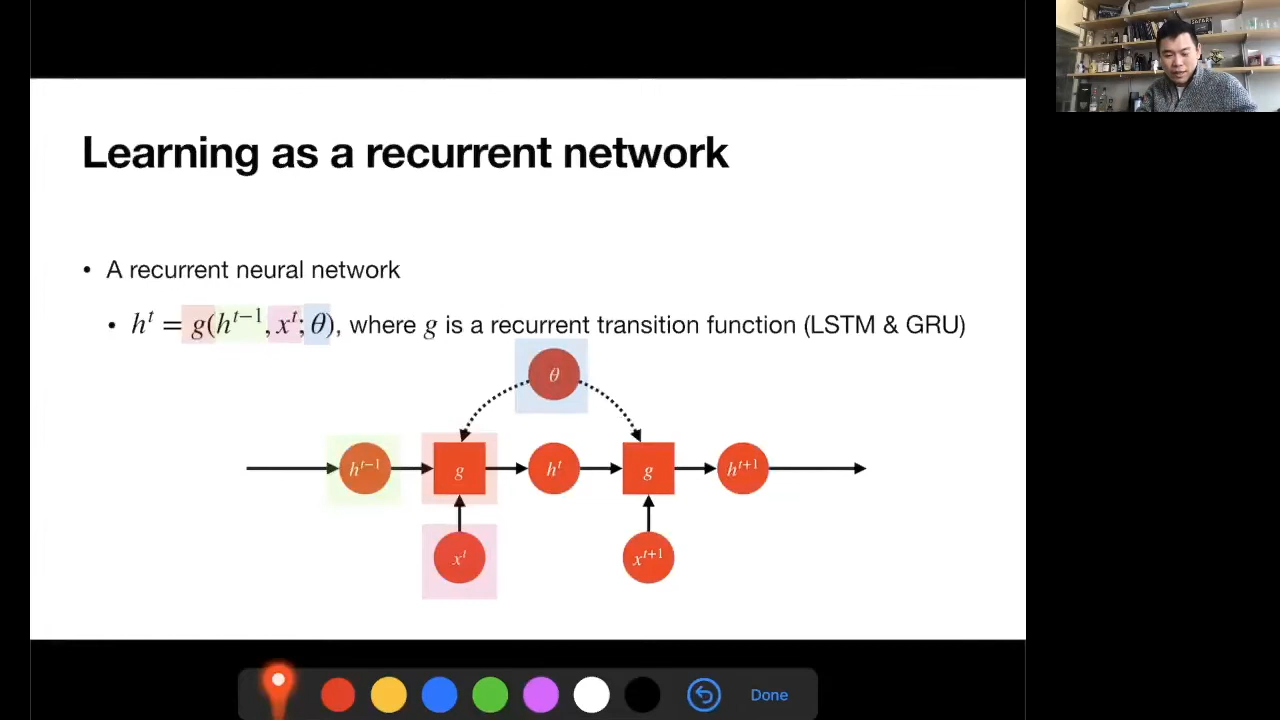 Learning as a recurrent network
• A recurrent neural network
• hᵗ = g(hᵗ⁻¹, xᵗ; θ), where g is a recurrent transition function (LSTM & GRU)
θ
hᵗ⁻¹ g hᵗ g hᵗ⁺¹
xᵗ xᵗ⁺¹
Done